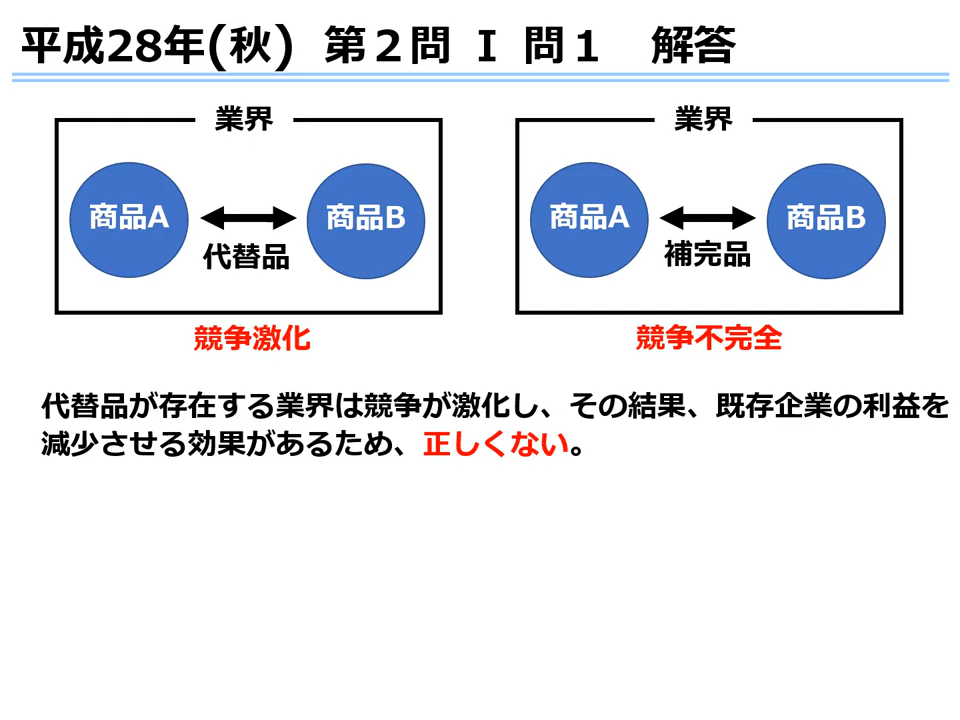 平成28年(秋) 第２問 Ⅰ 問１ 解答
業界
商品A
商品B
代替品
競争激化
業界
商品A
商品B
補完品
競争不完全
代替品が存在する業界は競争が激化し、その結果、既存企業の利益を
減少させる効果があるため、正しくない。